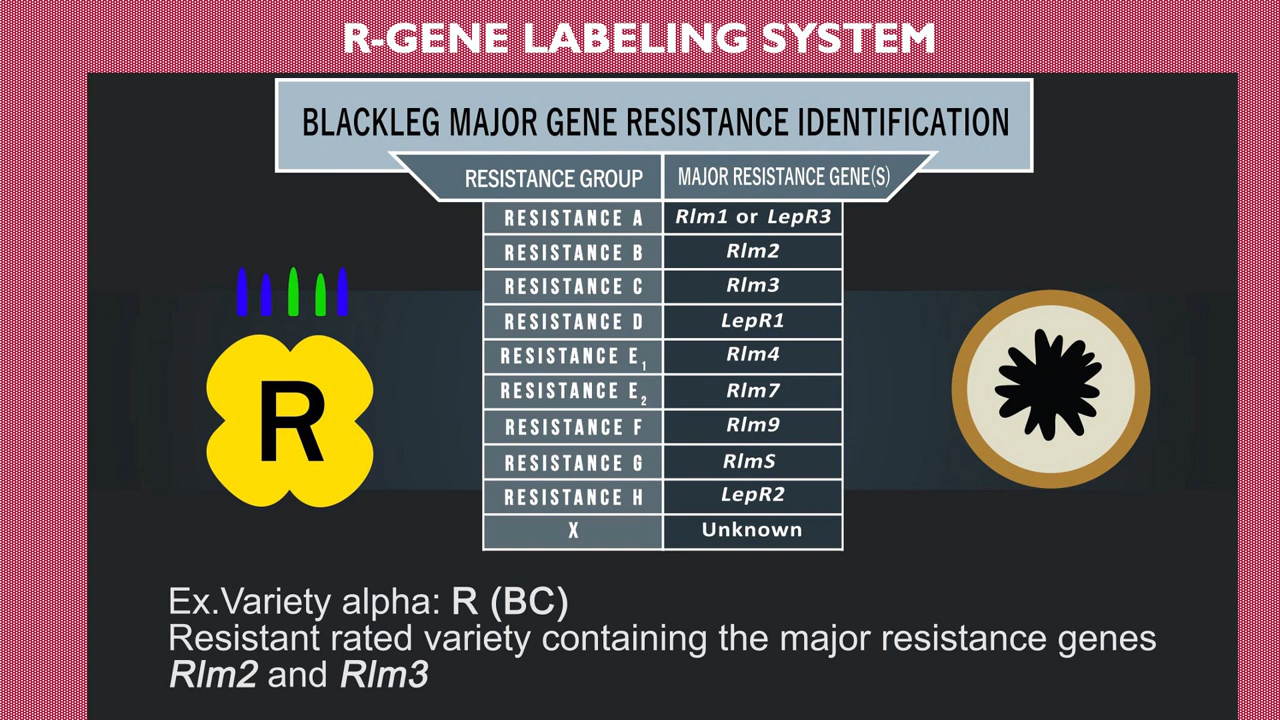 R-GENE LABELING SYSTEM
BLACKLEG MAJOR GENE RESISTANCE IDENTIFICATION
RESISTANCE GROUP MAJOR RESISTANCE GENE(S)
RESISTANCE A Rlm1 or LepR3
RESISTANCE B Rlm2
RESISTANCE C Rlm3
RESISTANCE D LepR1
RESISTANCE E1 Rlm4
RESISTANCE E2 Rlm7
RESISTANCE F Rlm9
RESISTANCE G RlmS
RESISTANCE H LepR2
X Unknown
R
Ex.Variety alpha: R (BC)
Resistant rated variety containing the major resistance genes
Rlm2 and Rlm3